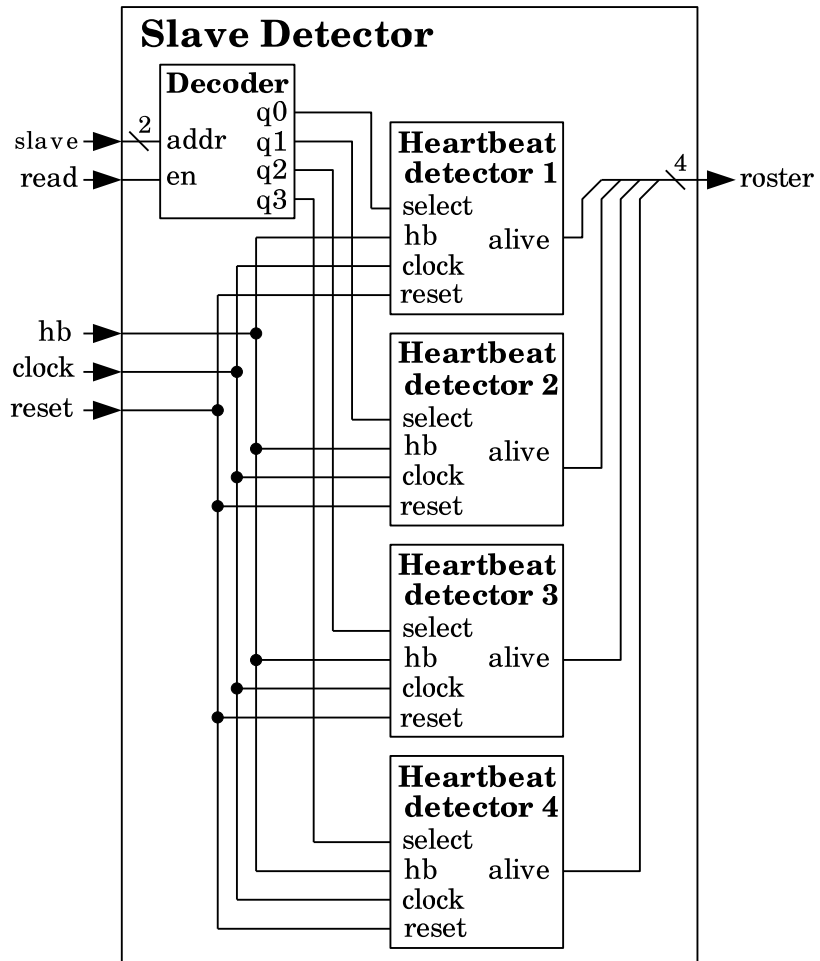 Slave Detector
Decoder
q0
slave 2 addr q1
read en q2
q3
Heartbeat
detector 1
select
hb alive
clock
reset
4 roster
hb
clock
reset
Heartbeat
detector 2
select
hb alive
clock
reset
Heartbeat
detector 3
select
hb alive
clock
reset
Heartbeat
detector 4
select
hb alive
clock
reset